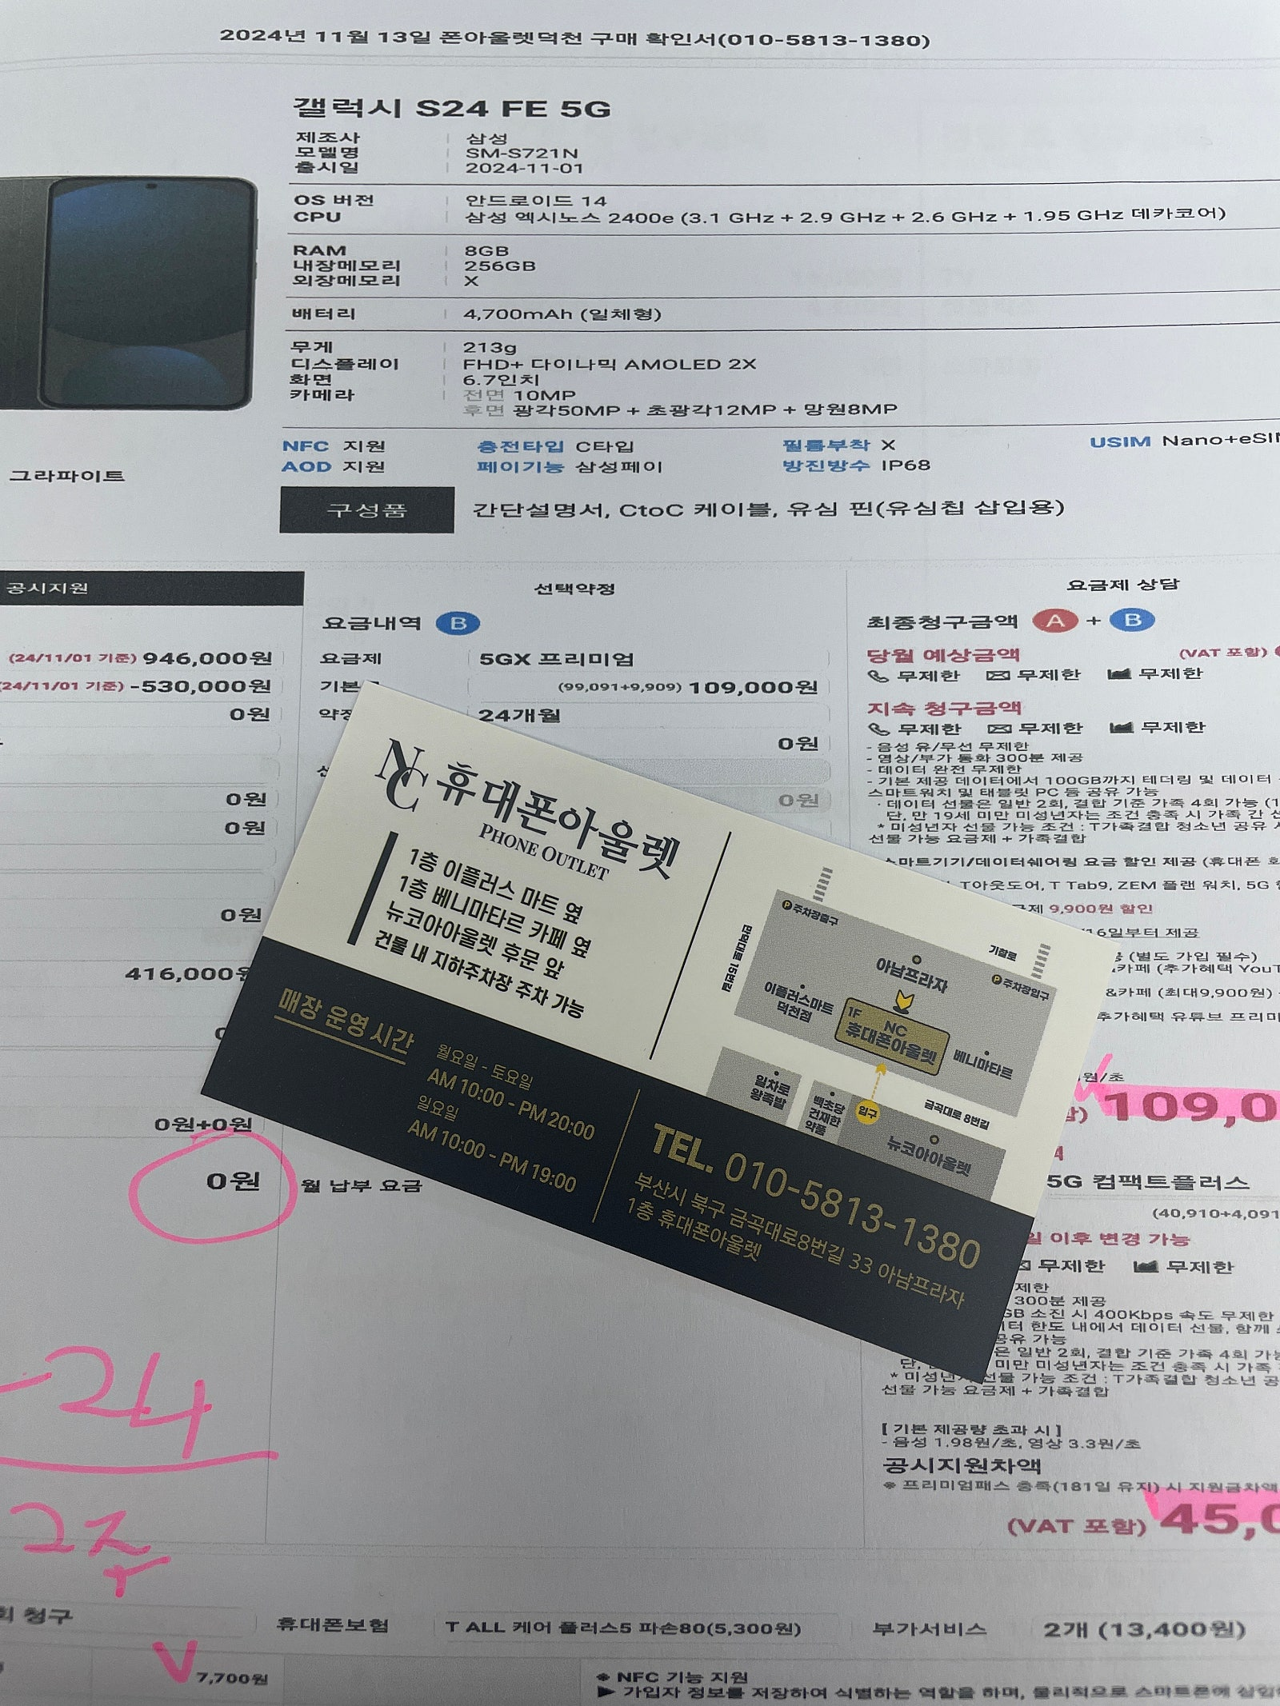 2024년 11월 13일 폰아울렛덕천 구매 확인서(010-5813-1380)
갤럭시 S24 FE 5G
제조사 삼성
모델명 SM-S721N
출시일 2024-11-01
OS 버전 안드로이드 14
CPU 삼성 엑시노스 2400e (3.1 GHz + 2.9 GHz + 2.6 GHz + 1.95 GHz 데카코어)
RAM 8GB
내장메모리 256GB
외장메모리 X
배터리 4,700mAh (일체형)
무게 213g
디스플레이 FHD+ 다이나믹 AMOLED 2X
화면 6.7인치
카메라 전면 10MP
후면 광각50MP + 초광각12MP + 망원8MP
NFC 지원 충전타입 C타입 필름부착 X USIM Nano+eSI
AOD 지원 페이기능 삼성페이 방진방수 IP68
그라파이트
구성품 간단설명서, CtoC 케이블, 유심 핀(유심칩 삽입용)
공시지원
(24/11/01 기준) 946,000원
(24/11/01 기준) -530,000원
0원
0원
0원
0원
416,000원
0원+0원
0원
-24
2주
선택약정
요금내역 B
요금제 5GX 프리미엄
기본 (99,091+9,909) 109,000원
약정 24개월
0원
0원
월 납부 요금
요금제 상담
최종청구금액 A + B
당월 예상금액 (VAT 포함)
무제한 무제한 무제한
지속 청구금액
무제한 무제한 무제한
- 음성 유/무선 무제한
- 영상/부가 통화 300분 제공
- 데이터 완전 무제한
- 기본 제공 데이터에서 100GB까지 테더링 및 데이터
스마트워치 및 태블릿 PC 등 공유 가능
· 데이터 선물은 일반 2회, 결합 기준 가족 4회 가능 (1
단, 만 19세 미만 미성년자는 조건 충족 시 가족 간 선
* 미성년자 선물 가능 조건 : T가족결합 청소년 공유
선물 가능 요금제 + 가족결합
스마트기기/데이터쉐어링 요금 할인 제공 (휴대폰 회
T아웃도어, T Tab9, ZEM 플랜 워치, 5G
9,900원 할인
16일부터 제공
(별도 가입 필수)
카페 (추가혜택 YouT
&카페 (최대9,900원)
추가혜택 유튜브 프리미
원/초
109,0
5G 컴팩트플러스
(40,910+4,091
일 이후 변경 가능
무제한 무제한
제한
300분 제공
GB 소진 시 400Kbps 속도 무제한
터 한도 내에서 데이터 선물, 함께
공유 가능
은 일반 2회, 결합 기준 가족 4회 가능
단, 미만 미성년자는 조건 충족 시 가족
* 미성년 선물 가능 조건 : T가족결합 청소년 공
선물 가능 요금제 + 가족결합
[ 기본 제공량 초과 시 ]
- 음성 1.98원/초, 영상 3.3원/초
공시지원차액
※ 프리미엄패스 충족(181일 유지) 시 지원금차액
(VAT 포함) 45,0
NC 휴대폰아울렛
PHONE OUTLET
1층 이플러스 마트 옆
1층 베니마타르 카페 옆
뉴코아아울렛 후문 앞
건물 내 지하주차장 주차 가능
매장 운영 시간
월요일 - 토요일
AM 10:00 - PM 20:00
일요일
AM 10:00 - PM 19:00
만덕대로 15번길
P주차장출구
기찰로
P주차장입구
아남프라자
이플러스마트
덕천점
1F NC
휴대폰아울렛
베니마타르
일차로
왕족발
백초당
건재한
약품
입구
금곡대로 8번길
뉴코아아울렛
TEL. 010-5813-1380
부산시 북구 금곡대로8번길 33 아남프라자
1층 휴대폰아울렛
회 청구 휴대폰보험 T ALL 케어 플러스5 파손80(5,300원) 부가서비스 2개 (13,400원)
V 7,700원
※ NFC 기능 지원
▶ 가입자 정보를 저장하여 식별하는 역할을 하며, 물리적으로 스마트폰에 삽입